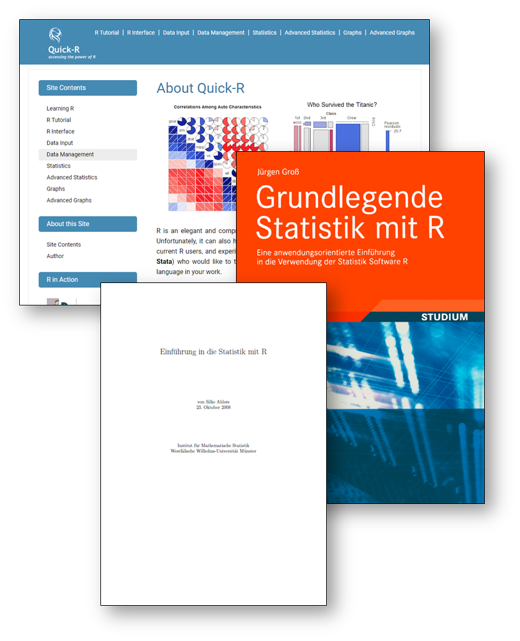 Quick-R
accessing the power of R
R Tutorial | R Interface | Data Input | Data Management | Statistics | Advanced Statistics | Graphs | Advanced Graphs
Site Contents
Learning R
R Tutorial
R Interface
Data Input
Data Management
Statistics
Advanced Statistics
Graphs
Advanced Graphs
About this Site
Site Contents
Author
R in Action
About Quick-R
Correlations Among Auto Characteristics
Who Survived the Titanic?
Class
1st 2nd 3rd Crew
Pearson
residuals:
25.7
R is an elegant and comp
Unfortunately, it can also h
current R users, and experi
Stata) who would like to t
language in your work.
Jürgen Groß
Grundlegende
Statistik mit R
Eine anwendungsorientierte Einführung
in die Verwendung der Statistik Software R
STUDIUM
Einführung in die Statistik mit R
von Silke Ahlers
23. Oktober 2008
Institut für Mathematische Statistik
Westfälische Wilhelms-Universität Münster